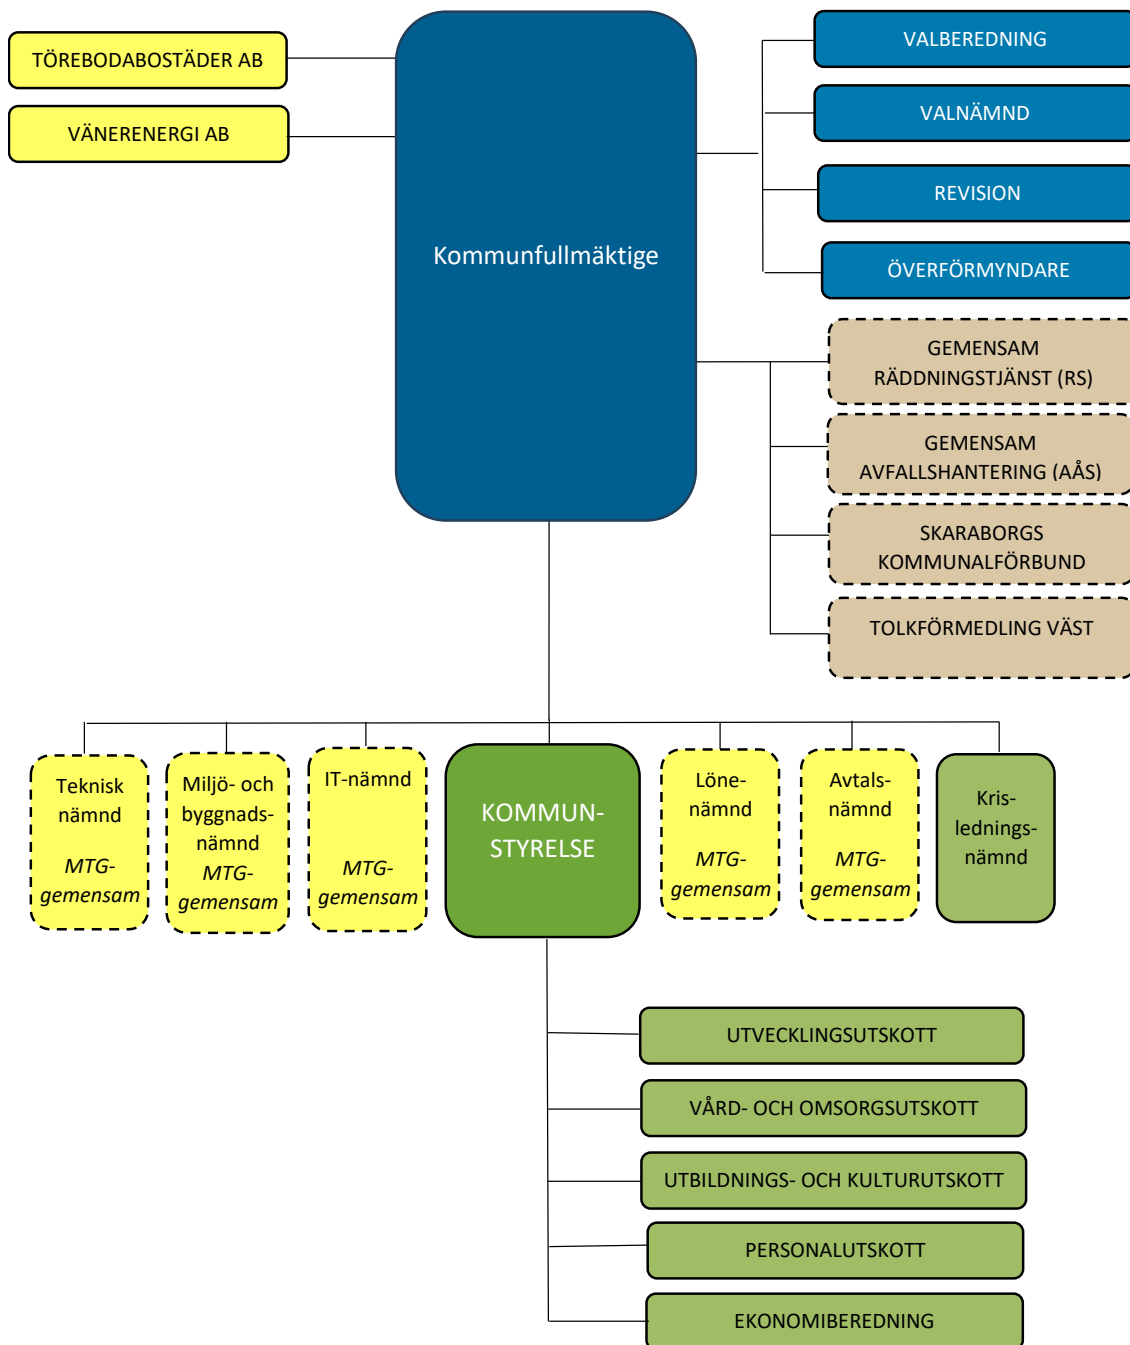 TÖREBODABOSTÄDER AB
VÄNERENERGI AB
Kommunfullmäktige
VALBEREDNING
VALNÄMND
REVISION
ÖVERFÖRMYNDARE
GEMENSAM
RÄDDNINGSTJÄNST (RS)
GEMENSAM
AVFALLSHANTERING (AÅS)
SKARABORGS
KOMMUNALFÖRBUND
TOLKFÖRMEDLING VÄST
Teknisk
nämnd
MTG-
gemensam
Miljö- och
byggnads-
nämnd
MTG-
gemensam
IT-nämnd
MTG-
gemensam
KOMMUN-
STYRELSE
Löne-
nämnd
MTG-
gemensam
Avtals-
nämnd
MTG-
gemensam
Kris-
lednings-
nämnd
UTVECKLINGSUTSKOTT
VÅRD- OCH OMSORGSUTSKOTT
UTBILDNINGS- OCH KULTURUTSKOTT
PERSONALUTSKOTT
EKONOMIBEREDNING